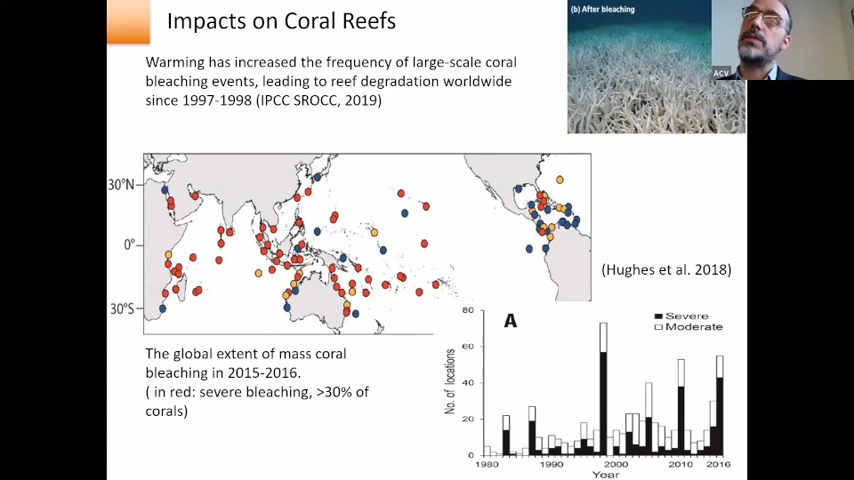 Impacts on Coral Reefs
(b) After bleaching
ACV
Warming has increased the frequency of large-scale coral
bleaching events, leading to reef degradation worldwide
since 1997-1998 (IPCC SROCC, 2019)
30°N
0°
30°S
(Hughes et al. 2018)
The global extent of mass coral
bleaching in 2015-2016.
( in red: severe bleaching, >30% of
corals)
A
Severe
Moderate
No. of locations
80
60
40
20
0
1980
1990
2000
2010
2016
Year